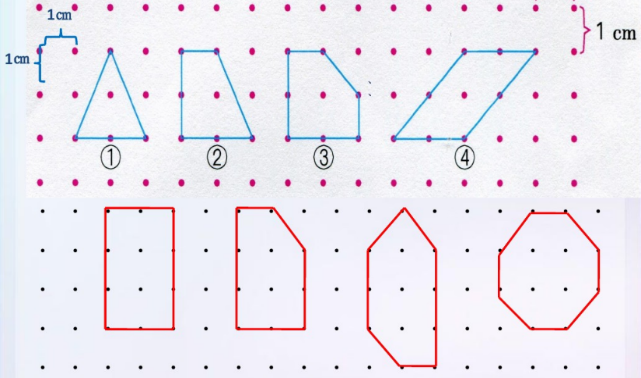 1cm
1cm
1 cm
① ② ③ ④